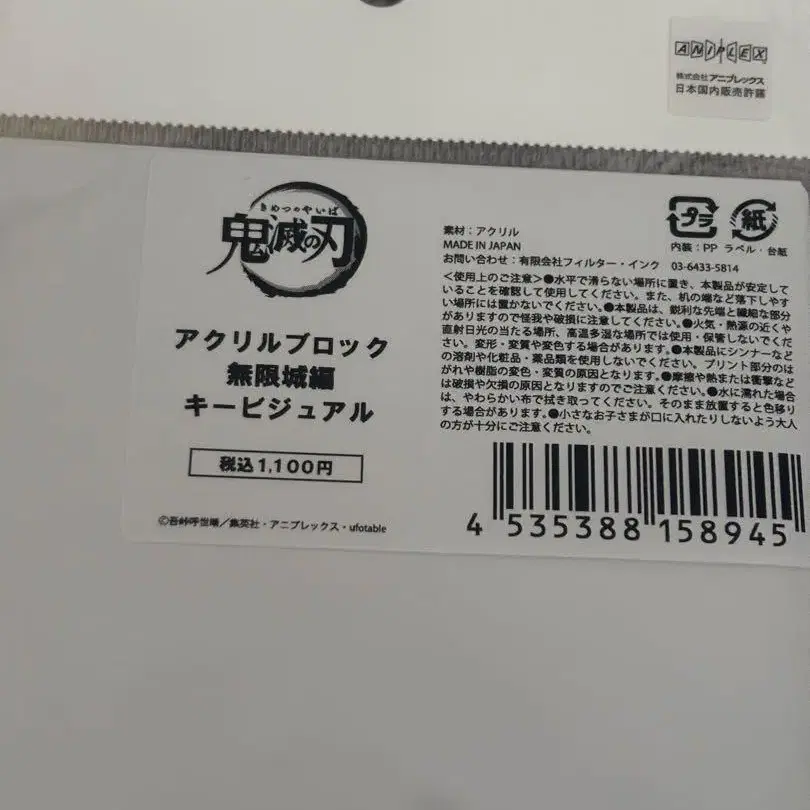 ANIPLEX
株式会社アニプレックス
日本国内販売許諾
きめつのやいば
鬼滅の刃
アクリルブロック
無限城編
キービジュアル
税込1,100円
©吾峠呼世晴／集英社・アニプレックス・ufotable
素材：アクリル
MADE IN JAPAN
お問い合わせ：有限会社フィルター・インク 03-6433-5814
プラ
紙
内装：PP ラベル・台紙
＜使用上のご注意＞●水平で滑らない場所に置き、本製品が安定して
いることを確認して使用してください。また、机の端など落下しやす
い場所には置かないでください。●本製品は、鋭利な先端と繊細な部分
がありますので怪我や破損に注意してください。●火気・熱源の近くや
直射日光の当たる場所、高温多湿な場所では使用・保管しないでくだ
さい。変形・変質や変色する場合があります。●本製品にシンナーなど
の溶剤や化粧品・薬品類を使用しないでください。プリント部分のは
がれや樹脂の変色・変質の原因となります。●摩擦や熱または衝撃など
は破損や欠損の原因となりますのでご注意ください。●水に濡れた場合
は、やわらかい布で拭き取ってください。そのまま放置すると色移り
する場合があります。●小さなお子さまが口に入れたりしないよう大人
の方が十分にご注意ください。
4 535388 158945